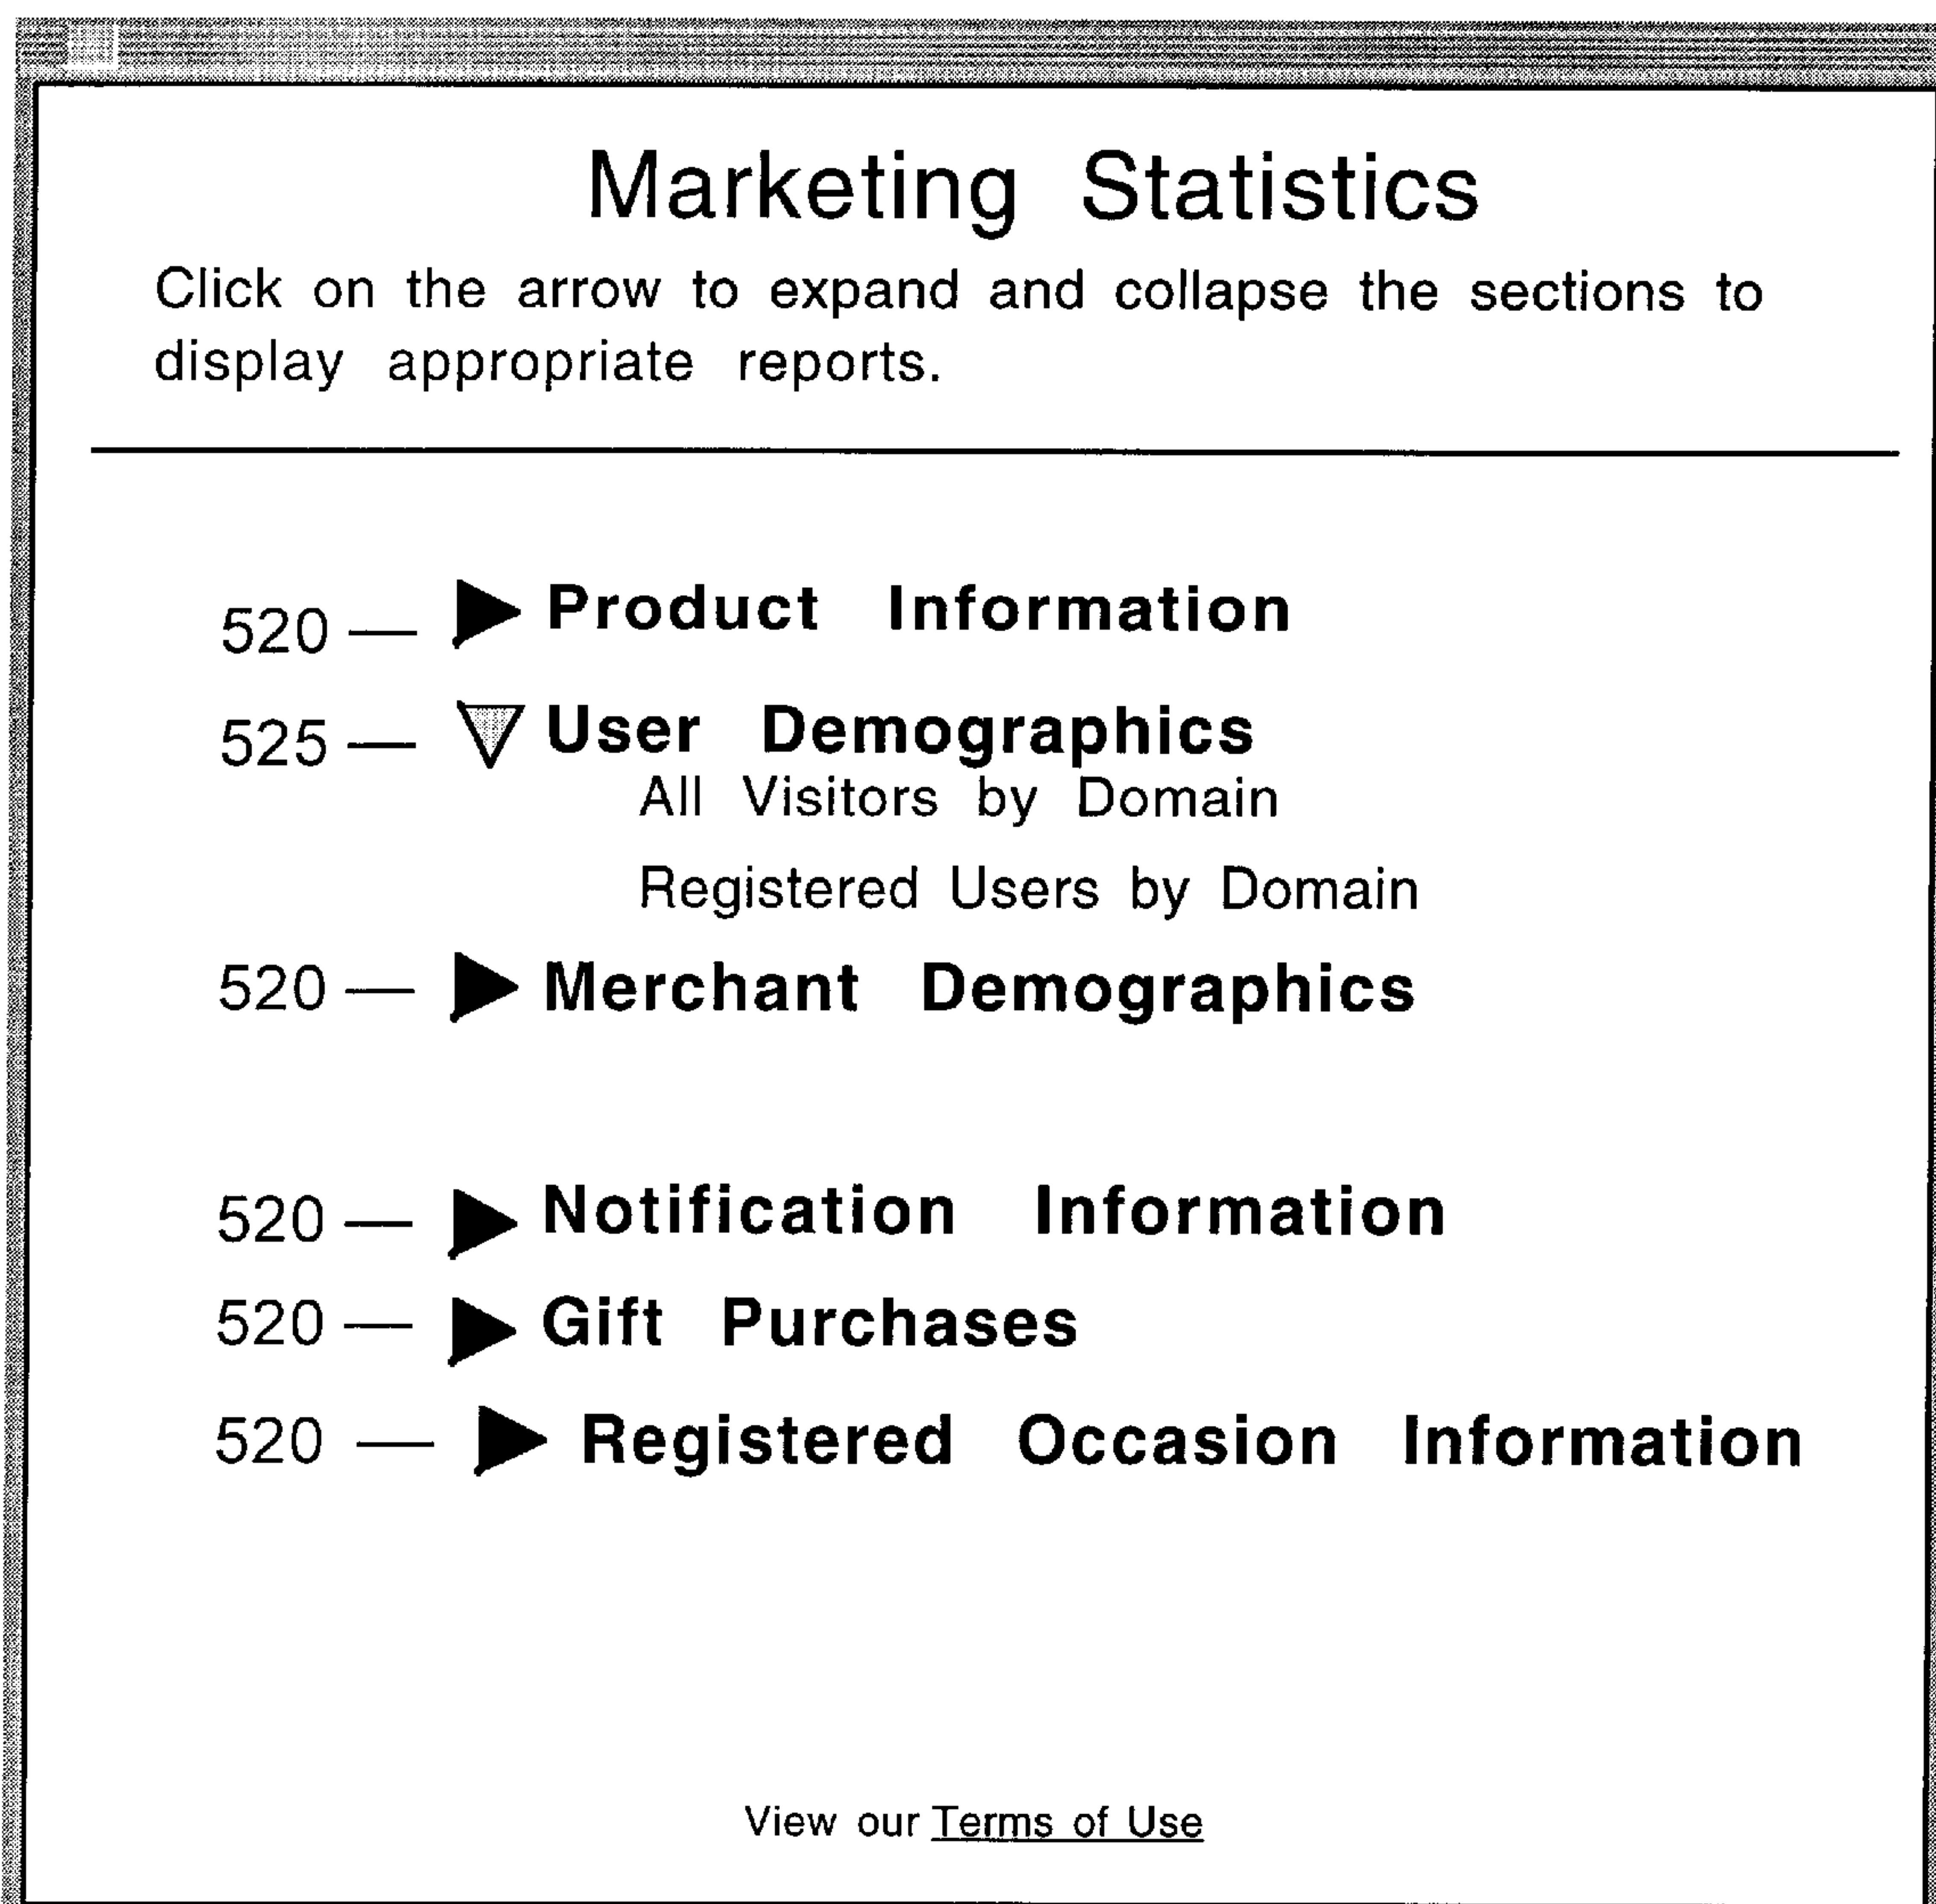 Marketing Statistics
Click on the arrow to expand and collapse the sections to
display appropriate reports.
520 — Product Information
525 — User Demographics
All Visitors by Domain
Registered Users by Domain
520 — Merchant Demographics
520 — Notification Information
520 — Gift Purchases
520 — Registered Occasion Information
View our Terms of Use